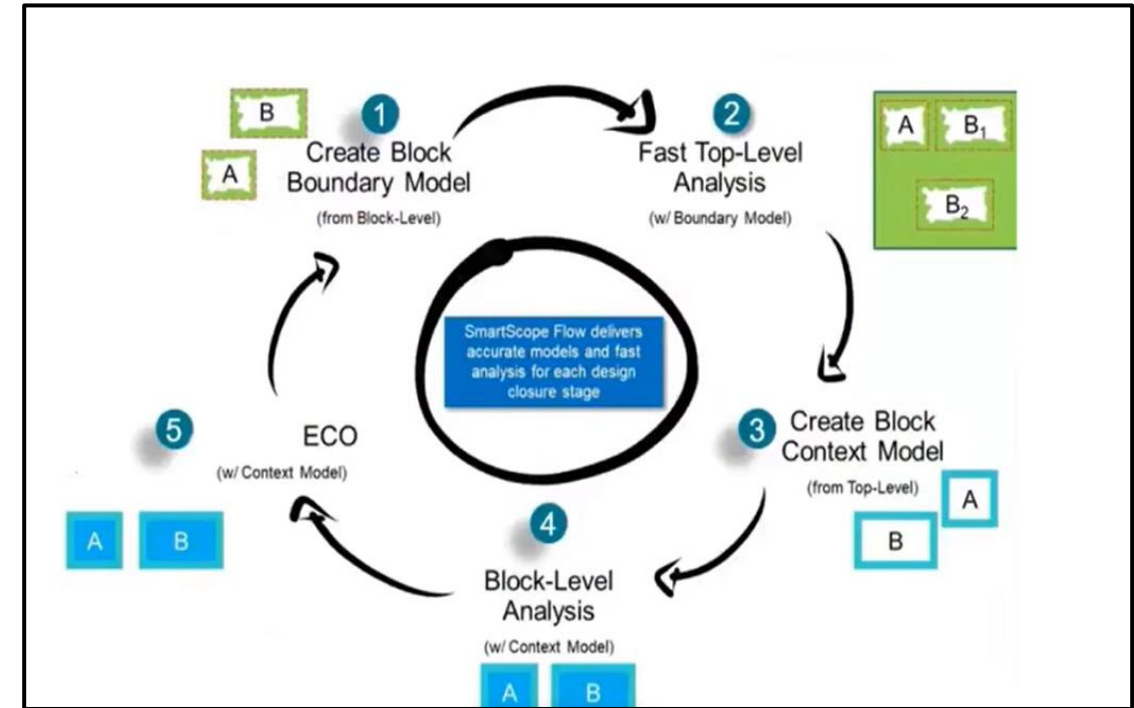 B
A
1
Create Block
Boundary Model
(from Block-Level)
2
Fast Top-Level
Analysis
(w/ Boundary Model)
A
B₁
B₂
SmartScope Flow delivers
accurate models and fast
analysis for each design
closure stage
3
Create Block
Context Model
(from Top-Level)
A
B
4
Block-Level
Analysis
(w/ Context Model)
A
B
5
ECO
(w/ Context Model)
A
B